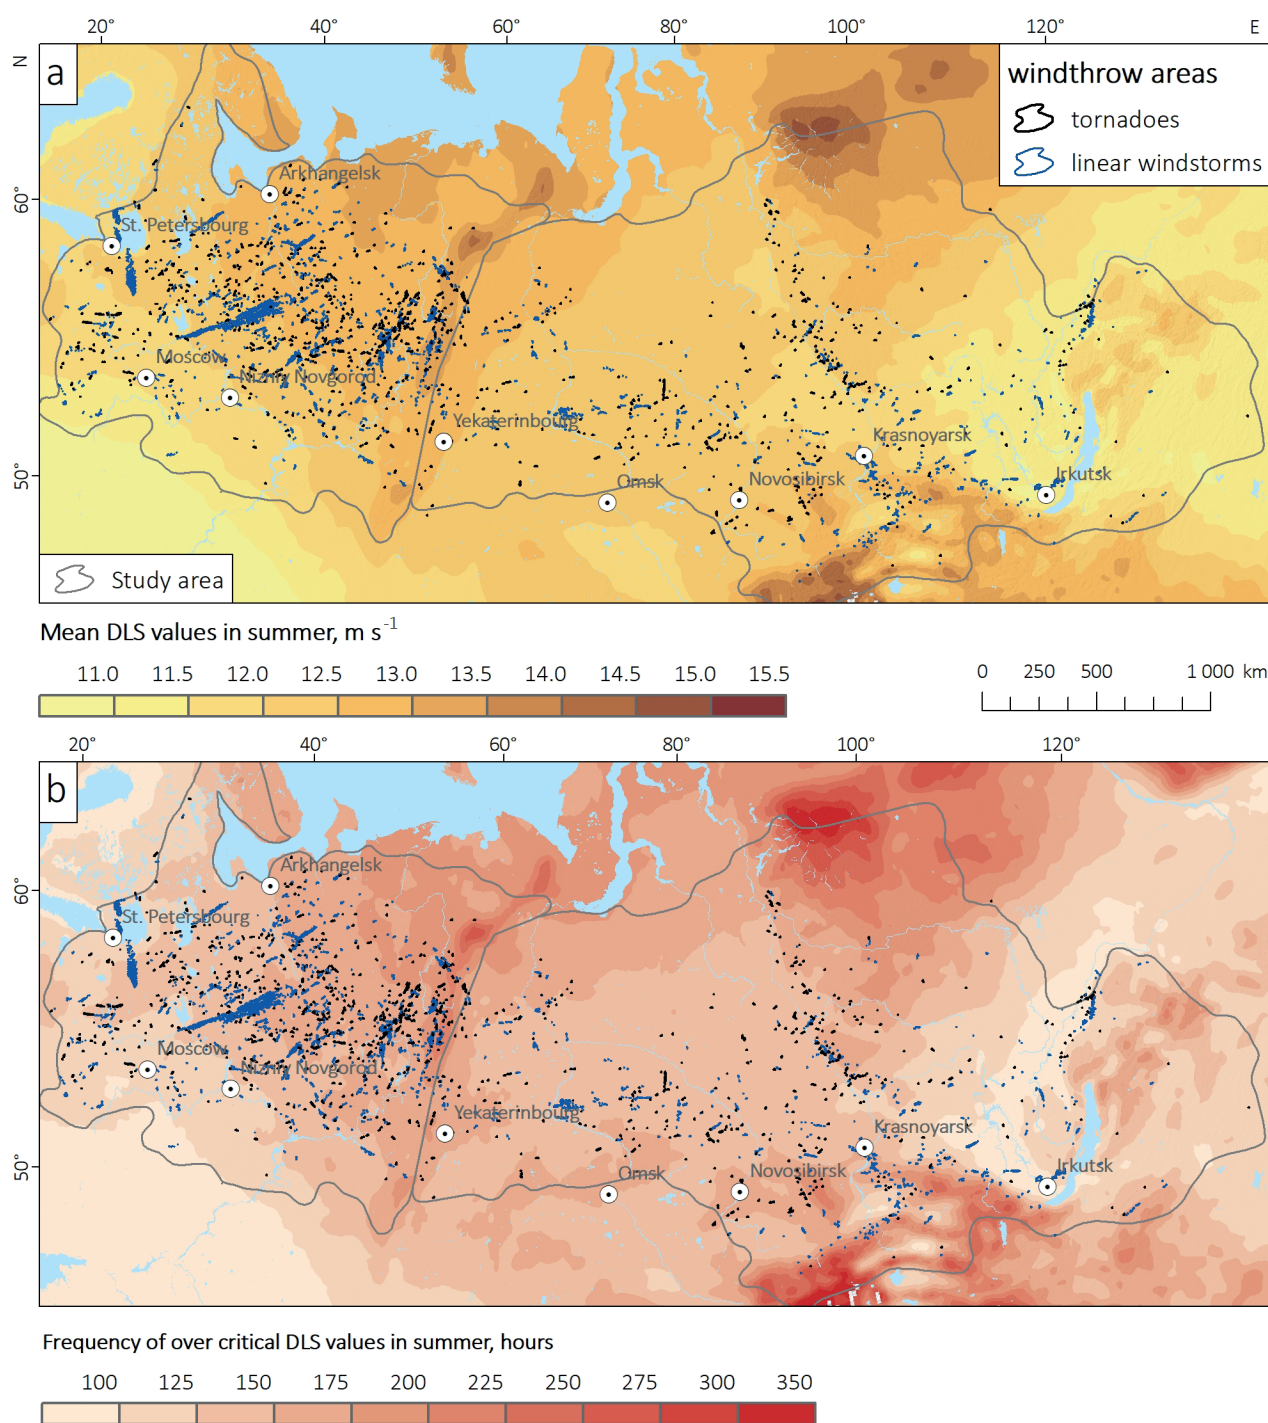 20° 40° 60° 80° 100° 120° E
N
a
windthrow areas
tornadoes
linear windstorms
60°
50°
Arkhangelsk
St. Petersbourg
Moscow
Nizhny Novgorod
Yekaterinbourg
Omsk
Novosibirsk
Krasnoyarsk
Irkutsk
Study area
Mean DLS values in summer, m s-1
11.0 11.5 12.0 12.5 13.0 13.5 14.0 14.5 15.0 15.5
0 250 500 1 000 km
20° 40° 60° 80° 100° 120°
b
60°
50°
Arkhangelsk
St. Petersbourg
Moscow
Nizhny Novgorod
Yekaterinbourg
Omsk
Novosibirsk
Krasnoyarsk
Irkutsk
Frequency of over critical DLS values in summer, hours
100 125 150 175 200 225 250 275 300 350